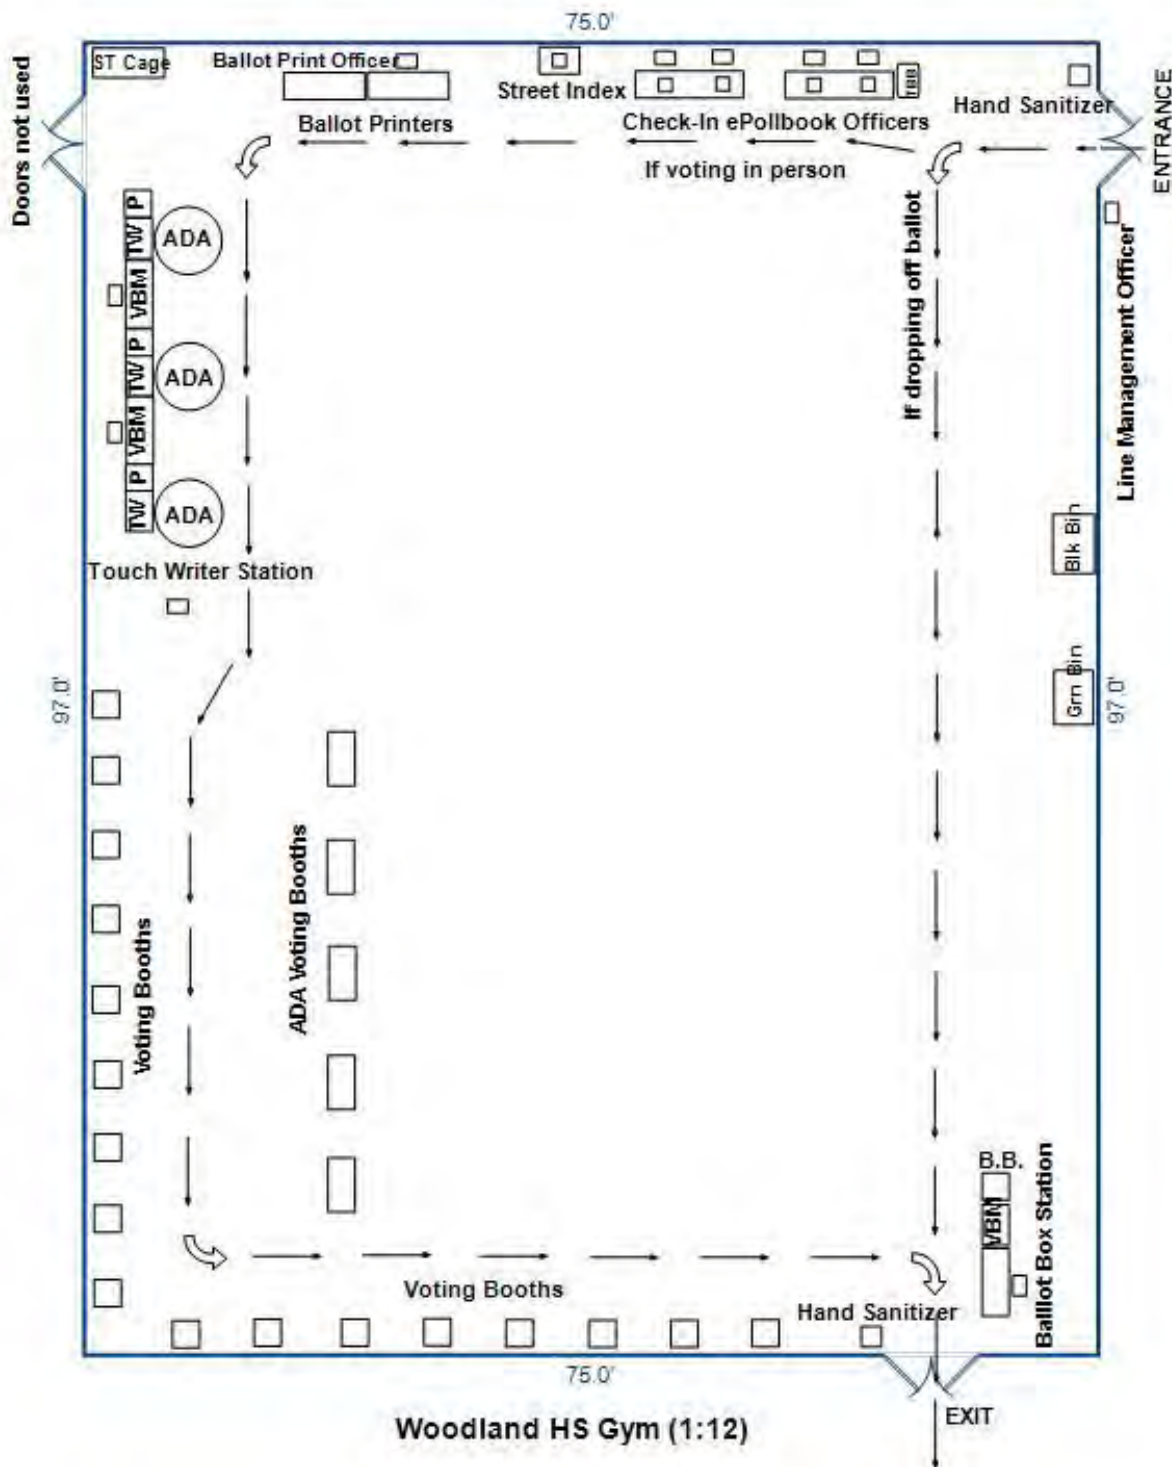 75.0'
ST Cage
Ballot Print Officer
Street Index
Hand Sanitizer
Ballot Printers
Check-In ePollbook Officers
If voting in person
ENTRANCE
Doors not used
TW P
ADA
VBM
TW P
ADA
VBM
TW P
ADA
Touch Writer Station
If dropping off ballot
Line Management Officer
Blk Bin
Grn Bin
97.0'
97.0'
Voting Booths
ADA Voting Booths
B.B.
VBM
Ballot Box Station
Voting Booths
Hand Sanitizer
75.0'
EXIT
Woodland HS Gym (1:12)